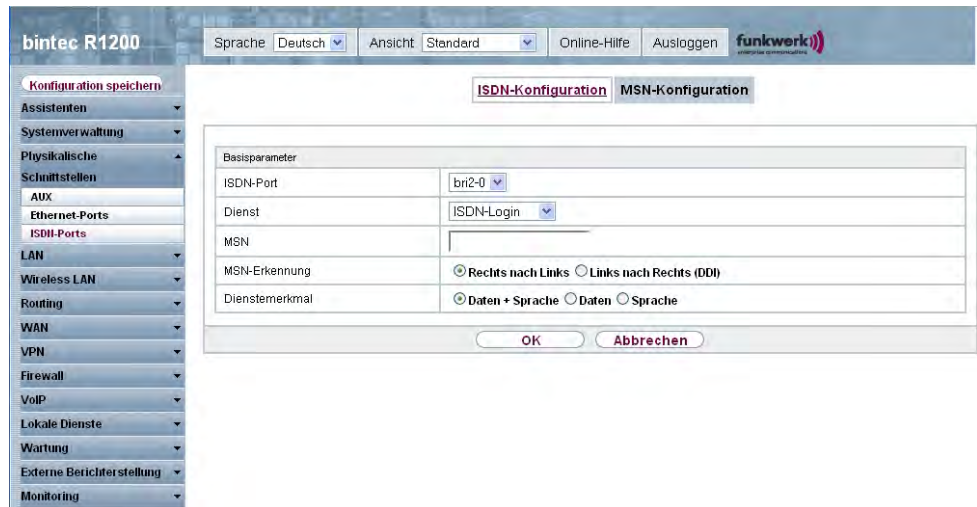 bintec R1200
Sprache Deutsch Ansicht Standard Online-Hilfe Ausloggen funkwerk
Konfiguration speichern
Assistenten
Systemverwaltung
Physikalische
Schnittstellen
AUX
Ethernet-Ports
ISDN-Ports
LAN
Wireless LAN
Routing
WAN
VPN
Firewall
VoIP
Lokale Dienste
Wartung
Externe Berichterstellung
Monitoring
ISDN-Konfiguration MSN-Konfiguration
Basisparameter
ISDN-Port bri2-0
Dienst ISDN-Login
MSN
MSN-Erkennung Rechts nach Links Links nach Rechts (DDI)
Dienstemerkmal Daten + Sprache Daten Sprache
OK Abbrechen